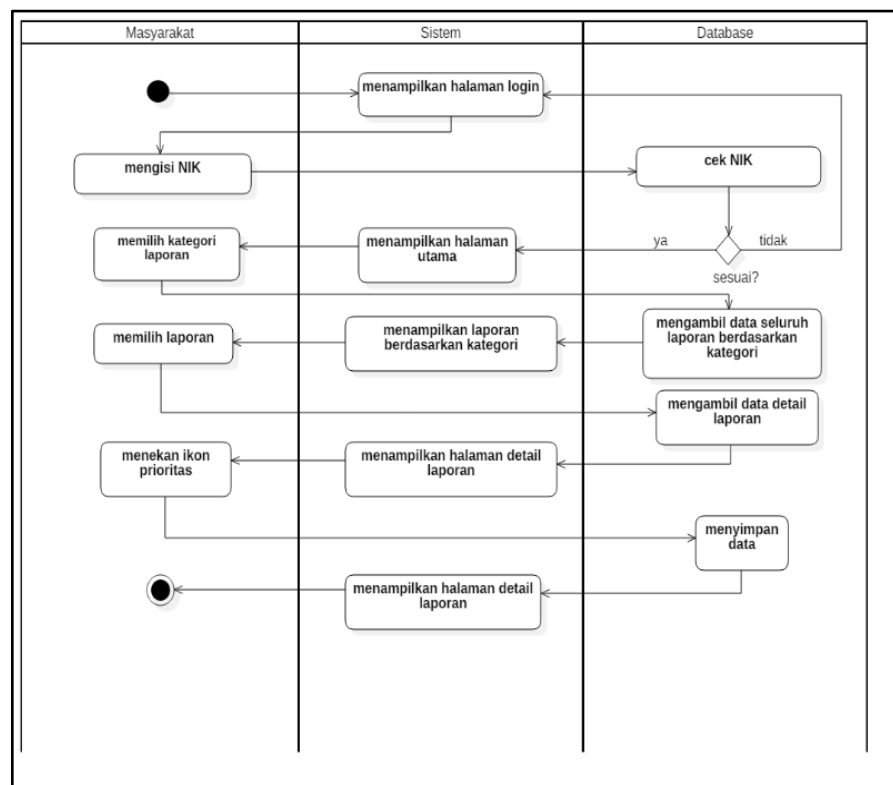 Masyarakat
Sistem
Database
menampilkan halaman login
mengisi NIK
cek NIK
memilih kategori
laporan
menampilkan halaman
utama
ya
tidak
sesuai?
memilih laporan
menampilkan laporan
berdasarkan kategori
mengambil data seluruh
laporan berdasarkan
kategori
mengambil data detail
laporan
menekan ikon
prioritas
menampilkan halaman detail
laporan
menyimpan
data
menampilkan halaman detail
laporan